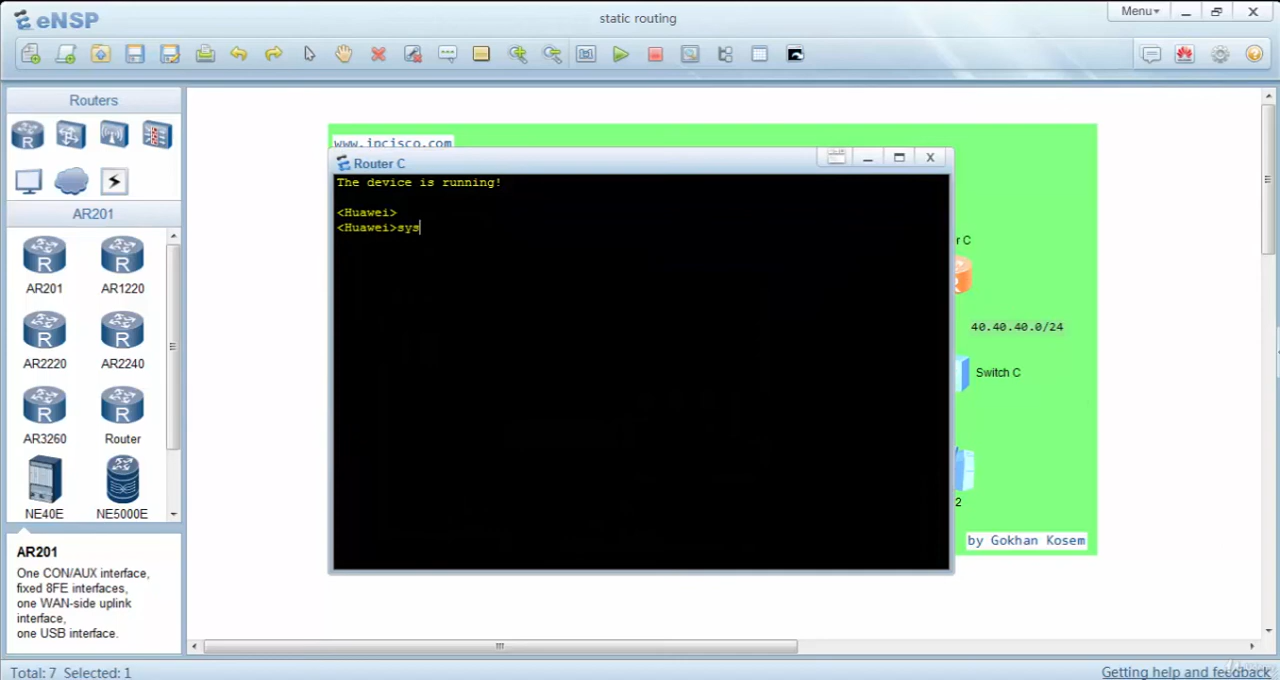 eNSP
static routing
Menu
Routers
AR201
AR201
AR1220
AR2220
AR2240
AR3260
Router
NE40E
NE5000E
AR201
One CON/AUX interface,
fixed 8FE interfaces,
one WAN-side uplink
interface,
one USB interface.
www.ipcisco.com
Router C
The device is running!
<Huawei>
<Huawei>sys
r C
40.40.40.0/24
Switch C
2
by Gokhan Kosem
Total: 7 Selected: 1
Getting help and feedback